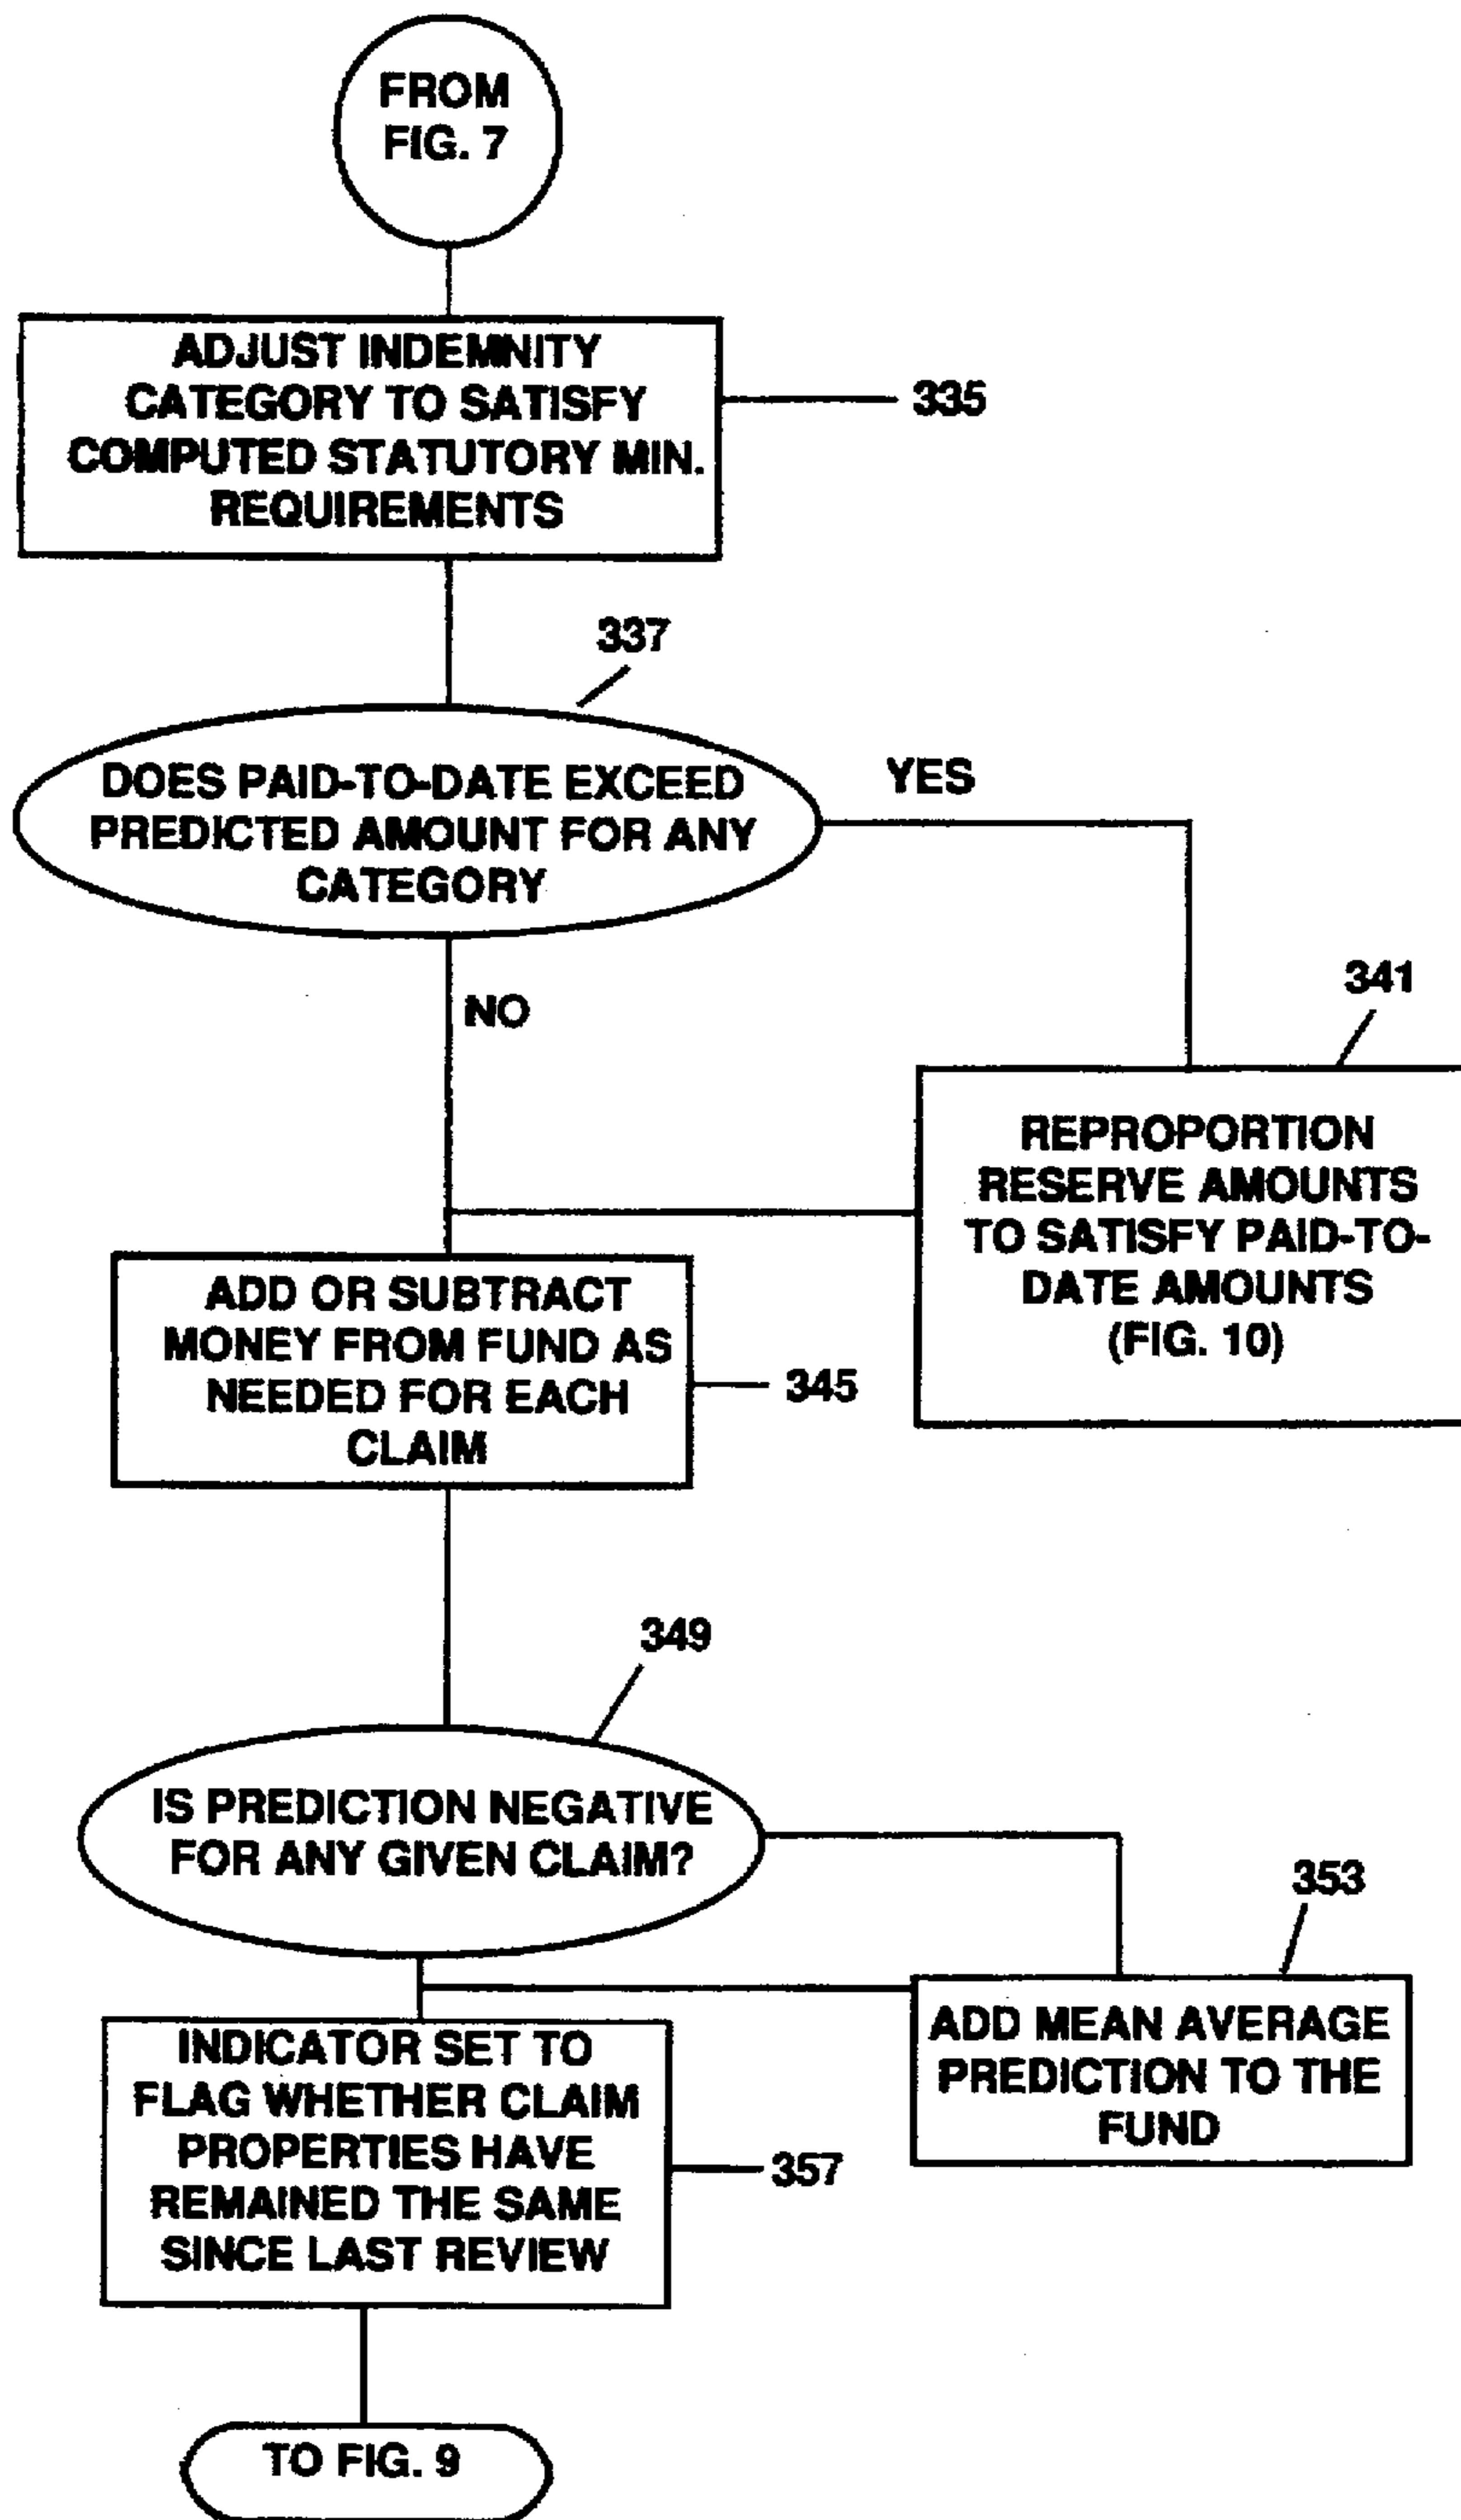 FROM
FIG. 7
ADJUST INDEMNITY
CATEGORY TO SATISFY
COMPUTED STATUTORY MIN.
REQUIREMENTS
335
337
DOES PAID-TO-DATE EXCEED
PREDICTED AMOUNT FOR ANY
CATEGORY
YES
NO
341
REPROPORTION
RESERVE AMOUNTS
TO SATISFY PAID-TO-
DATE AMOUNTS
(FIG. 10)
ADD OR SUBTRACT
MONEY FROM FUND AS
NEEDED FOR EACH
CLAIM
345
349
IS PREDICTION NEGATIVE
FOR ANY GIVEN CLAIM?
353
ADD MEAN AVERAGE
PREDICTION TO THE
FUND
INDICATOR SET TO
FLAG WHETHER CLAIM
PROPERTIES HAVE
REMAINED THE SAME
SINCE LAST REVIEW
357
TO FIG. 9